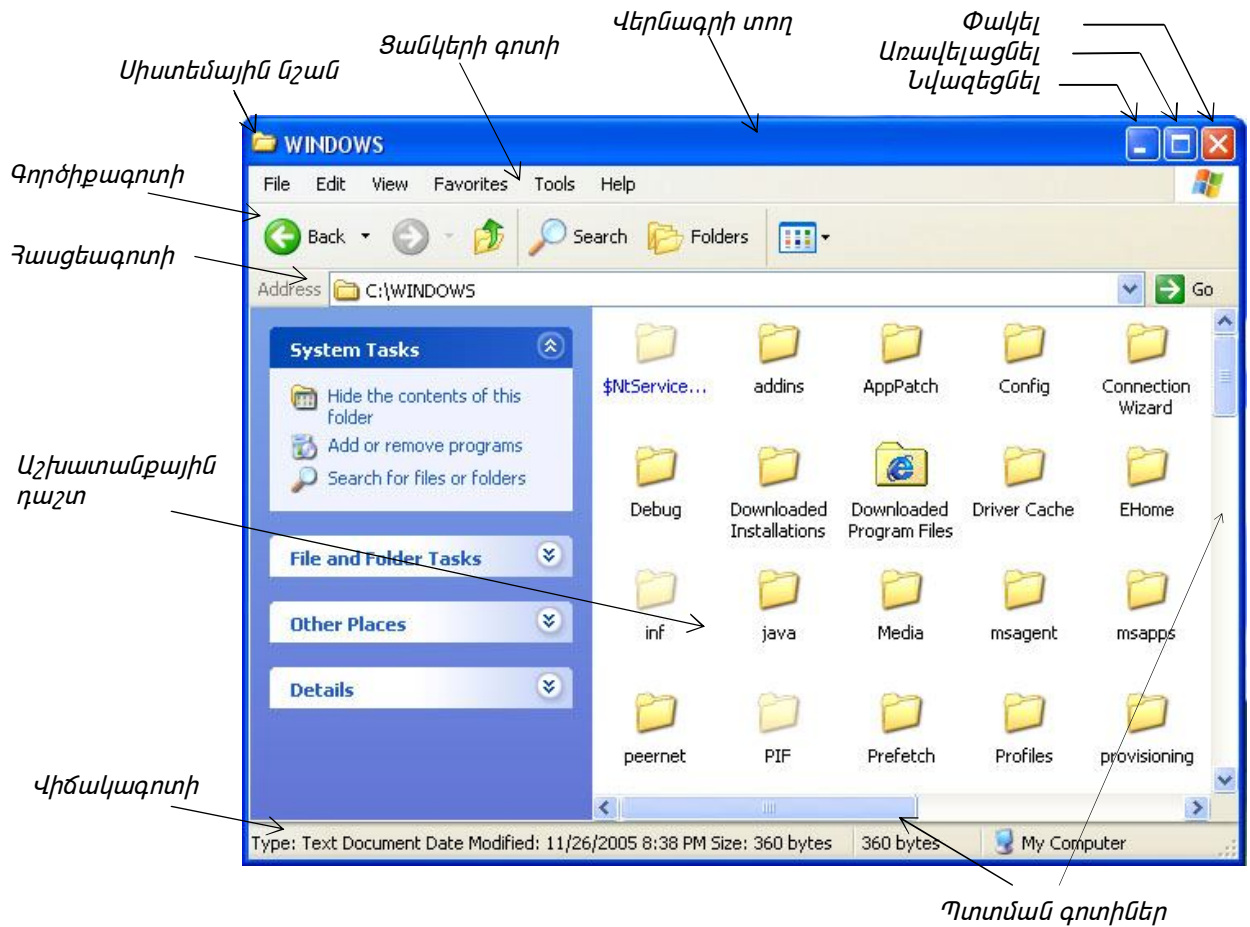 Վերնագրի տող
Փակել
Ցանկերի գոտի
Առավելացնել
Սիստեմային նշան
Նվազեցնել
WINDOWS
Գործիքագոտի
File Edit View Favorites Tools Help
Back Search Folders
Հասցեագոտի
Address C:\WINDOWS Go
System Tasks
Hide the contents of this
folder
Add or remove programs
Search for files or folders
File and Folder Tasks
Other Places
Details
$NtService... addins AppPatch Config Connection
Wizard
Աշխատանքային
դաշտ
Debug Downloaded Downloaded Driver Cache EHome
Installations Program Files
inf java Media msagent msapps
peernet PIF Prefetch Profiles provisioning
Վիճակագոտի
Type: Text Document Date Modified: 11/26/2005 8:38 PM Size: 360 bytes 360 bytes My Computer
Պտտման գոտիներ